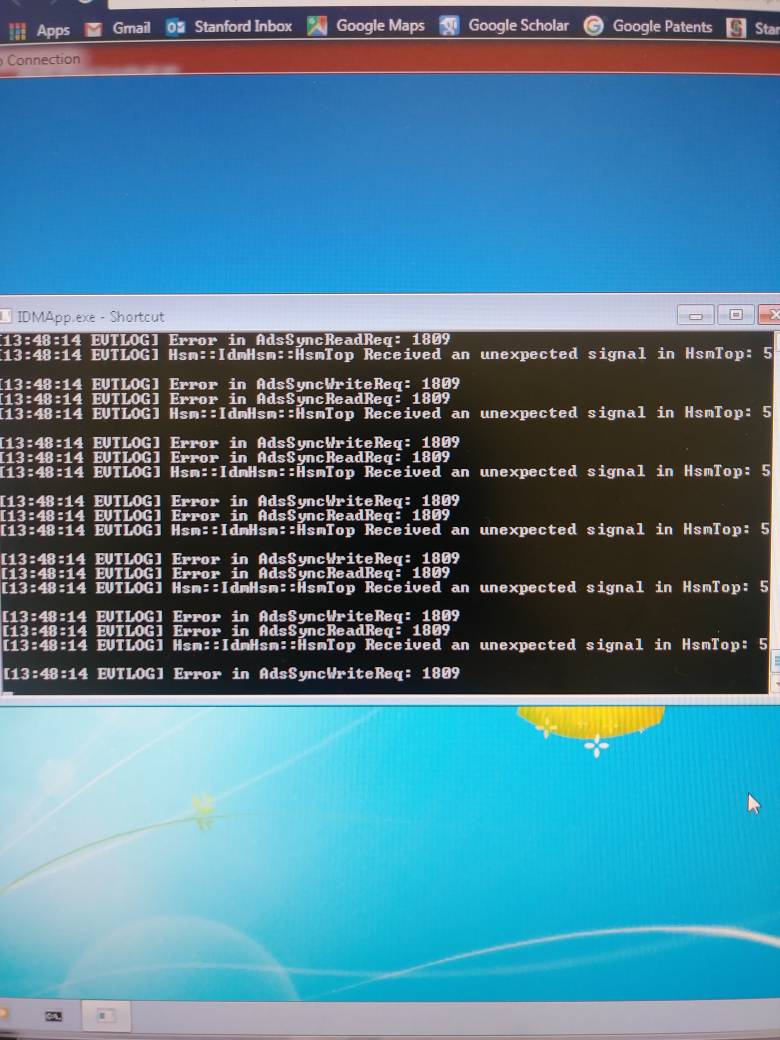 Apps Gmail Stanford Inbox Google Maps Google Scholar Google Patents
Connection
IDMApp.exe - Shortcut
[13:48:14 EVTLOG] Error in AdsSyncReadReq: 1809
[13:48:14 EVTLOG] Hsm::IdmHsm::HsmTop Received an unexpected signal in HsmTop: 5
[13:48:14 EVTLOG] Error in AdsSyncWriteReq: 1809
[13:48:14 EVTLOG] Error in AdsSyncReadReq: 1809
[13:48:14 EVTLOG] Hsm::IdmHsm::HsmTop Received an unexpected signal in HsmTop: 5
[13:48:14 EVTLOG] Error in AdsSyncWriteReq: 1809
[13:48:14 EVTLOG] Error in AdsSyncReadReq: 1809
[13:48:14 EVTLOG] Hsm::IdmHsm::HsmTop Received an unexpected signal in HsmTop: 5
[13:48:14 EVTLOG] Error in AdsSyncWriteReq: 1809
[13:48:14 EVTLOG] Error in AdsSyncReadReq: 1809
[13:48:14 EVTLOG] Hsm::IdmHsm::HsmTop Received an unexpected signal in HsmTop: 5
[13:48:14 EVTLOG] Error in AdsSyncWriteReq: 1809
[13:48:14 EVTLOG] Error in AdsSyncReadReq: 1809
[13:48:14 EVTLOG] Hsm::IdmHsm::HsmTop Received an unexpected signal in HsmTop: 5
[13:48:14 EVTLOG] Error in AdsSyncWriteReq: 1809
[13:48:14 EVTLOG] Error in AdsSyncReadReq: 1809
[13:48:14 EVTLOG] Hsm::IdmHsm::HsmTop Received an unexpected signal in HsmTop: 5
[13:48:14 EVTLOG] Error in AdsSyncWriteReq: 1809